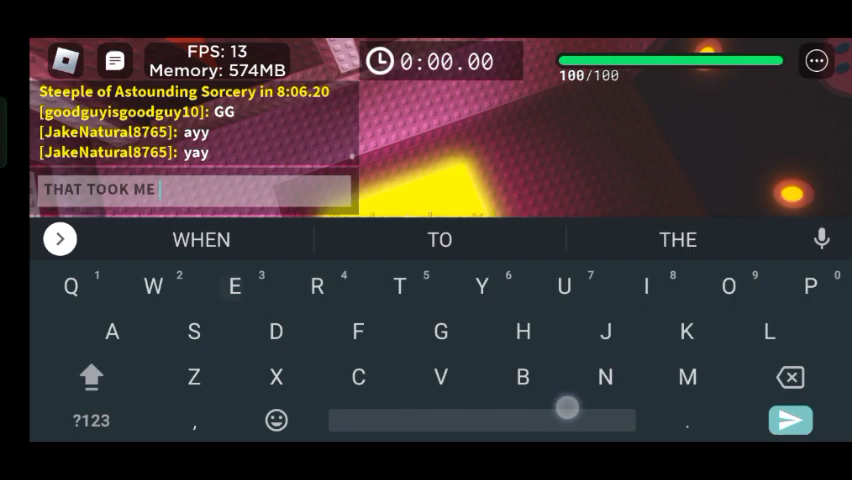 FPS: 13
Memory: 574MB
0:00.00
100/100
Steeple of Astounding Sorcery in 8:06.20
[goodguyisgoodguy10]: GG
[JakeNatural8765]: ayy
[JakeNatural8765]: yay
THAT TOOK ME
WHEN TO THE
Q 1 W 2 E 3 R 4 T 5 Y 6 U 7 I 8 O 9 P 0
A S D F G H J K L
Z X C V B N M
?123 , .